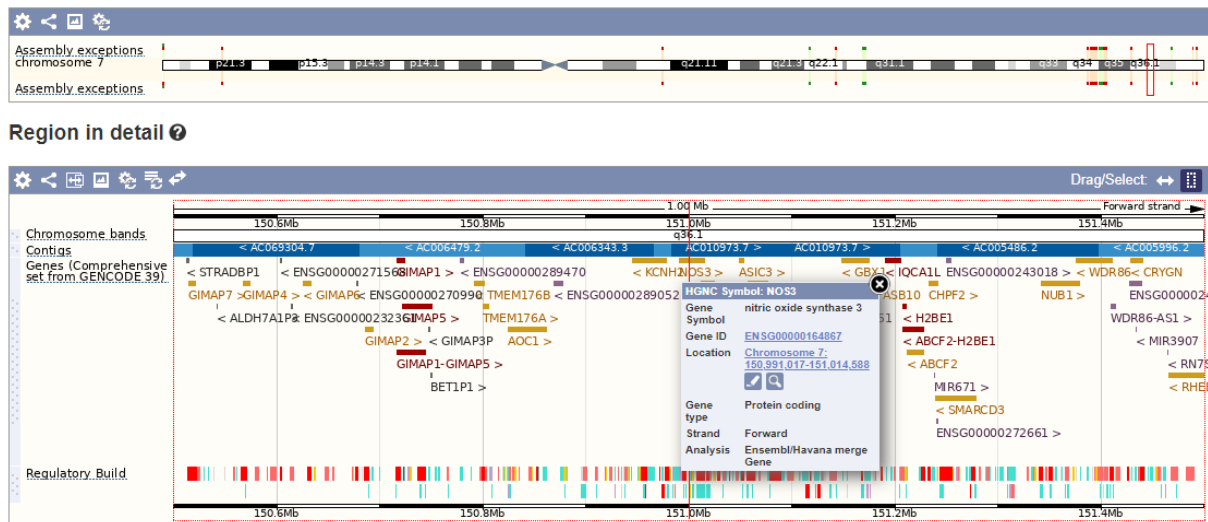 Assembly exceptions
chromosome 7
p21.3 p15.3 p14.3 p14.1 q21.11 q21.3 q22.1 q31.1 q33 q34 q35 q36.1
Assembly exceptions
Region in detail
Drag/Select:
1.00 Mb Forward strand
150.6Mb 150.8Mb 151.0Mb 151.2Mb 151.4Mb
Chromosome bands q36.1
Contigs < AC069304.7 < AC006479.2 < AC006343.3 AC010973.7 > AC010973.7 > < AC005486.2 < AC005996.2
Genes (Comprehensive
set from GENCODE 39)
< STRADBP1 < ENSG00000271568 GIMAP1 > < ENSG00000289470 < KCNH2 NOS3 > ASIC3 > < GBX1 < IQCA1L ENSG00000243018 > < WDR86 < CRYGN
GIMAP7 > GIMAP4 > < GIMAP6 < ENSG00000270990 TMEM176B < ENSG00000289052 ASB10 CHPF2 > NUB1 > ENSG0000024
< ALDH7A1P3 < ENSG00000232361 GIMAP5 > TMEM176A > < H2BE1 WDR86-AS1 >
GIMAP2 > < GIMAP3P AOC1 > < ABCF2-H2BE1 < MIR3907
GIMAP1-GIMAP5 > < ABCF2 < RN7S
BET1P1 > MIR671 > < RHE
< SMARCD3
ENSG00000272661 >
HGNC Symbol: NOS3
Gene Symbol nitric oxide synthase 3
Gene ID ENSG00000164867
Location Chromosome 7:
150,991,017-151,014,588
Gene type Protein coding
Strand Forward
Analysis Ensembl/Havana merge
Gene
Regulatory Build
150.6Mb 150.8Mb 151.0Mb 151.2Mb 151.4Mb